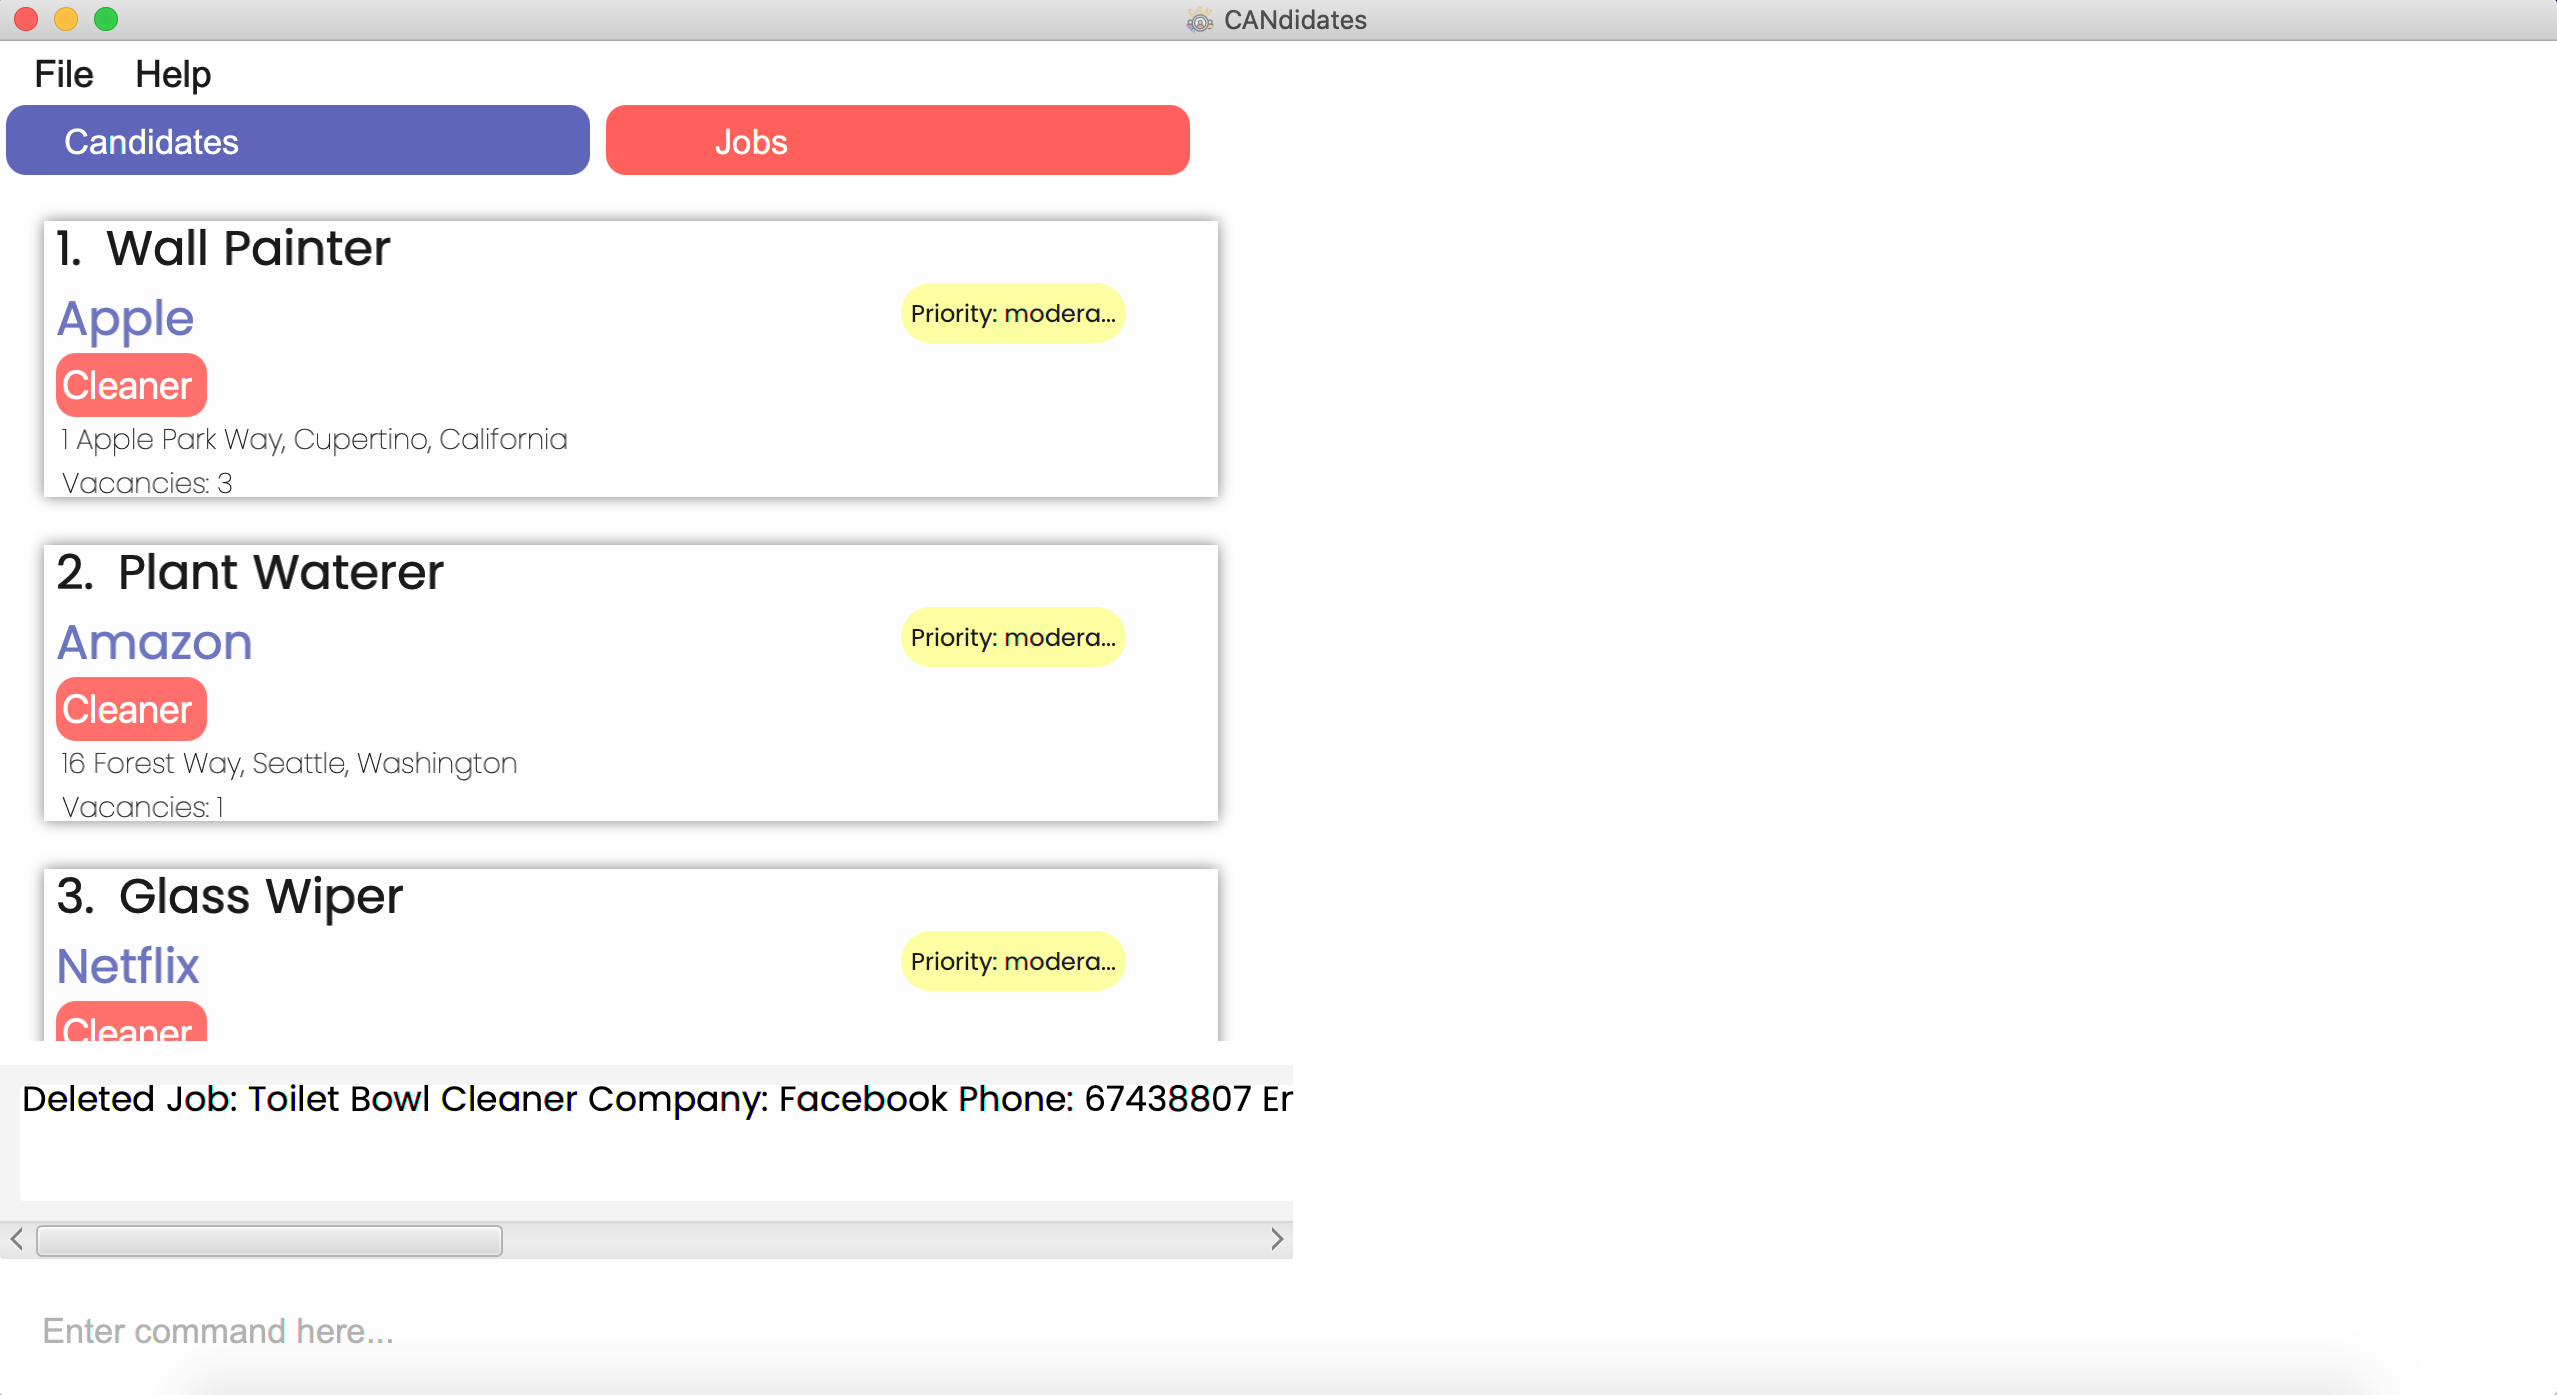 CANdidates
File Help
Candidates Jobs
1. Wall Painter
Apple
Priority: modera...
Cleaner
1 Apple Park Way, Cupertino, California
Vacancies: 3
2. Plant Waterer
Amazon
Priority: modera...
Cleaner
16 Forest Way, Seattle, Washington
Vacancies: 1
3. Glass Wiper
Netflix
Priority: modera...
Cleaner
Deleted Job: Toilet Bowl Cleaner Company: Facebook Phone: 67438807
Enter command here...